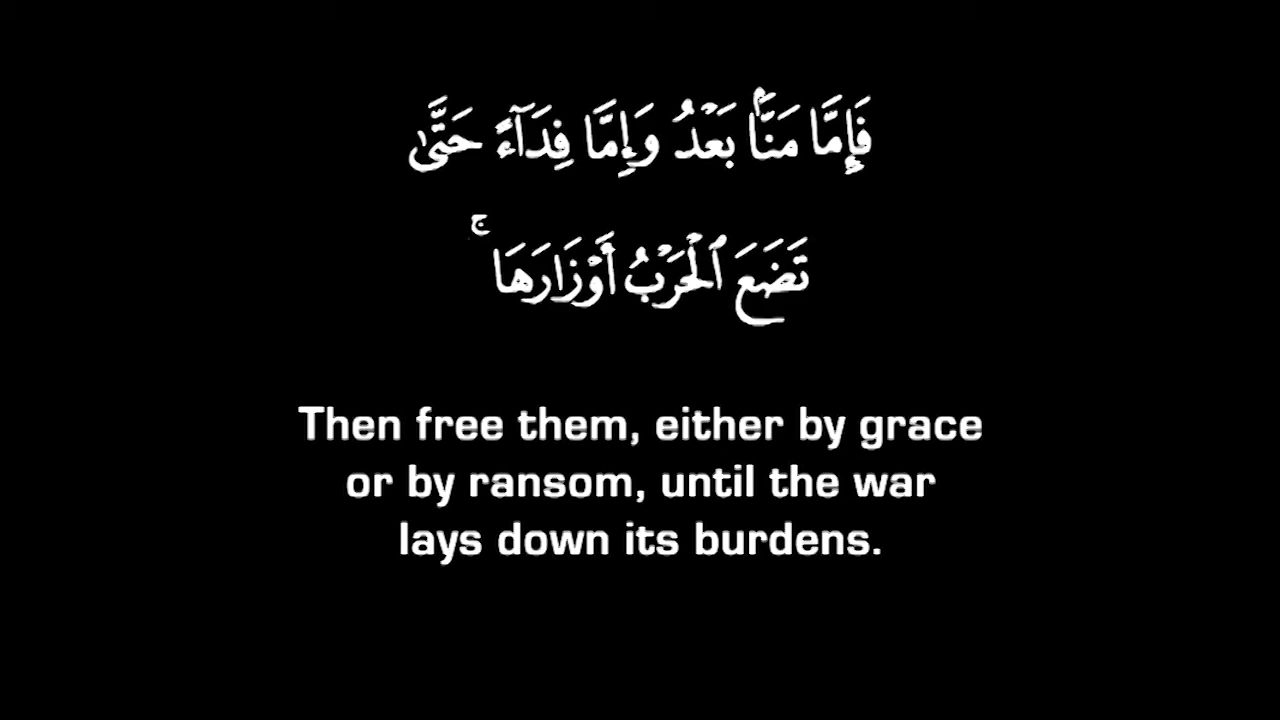 فَإِمَّا مَنًّۢا بَعْدُ وَإِمَّا فِدَآءً حَتَّىٰ
تَضَعَ ٱلْحَرْبُ أَوْزَارَهَا ۚ
Then free them, either by grace
or by ransom, until the war
lays down its burdens.